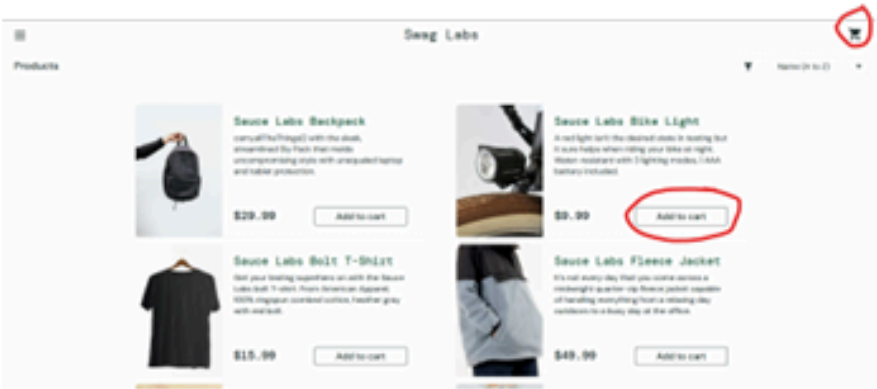 Swag Labs
Products
Name (A to Z)
Sauce Labs Backpack
carry.allTheThings() with the sleek,
streamlined Sly Pack that melds
uncompromising style with unequaled laptop
and tablet protection.
$29.99
Add to cart
Sauce Labs Bike Light
A red light isn't the desired state in testing but
it sure helps when riding your bike at night.
Water-resistant with 3 lighting modes, 1 AAA
battery included.
$9.99
Add to cart
Sauce Labs Bolt T-Shirt
Get your testing superhero on with the Sauce
Labs bolt T-shirt. From American Apparel,
100% ringspun combed cotton, heather gray
with red bolt.
$15.99
Add to cart
Sauce Labs Fleece Jacket
It's not every day that you come across a
midweight quarter-zip fleece jacket capable
of handling everything from a relaxing day
outdoors to a busy day at the office.
$49.99
Add to cart